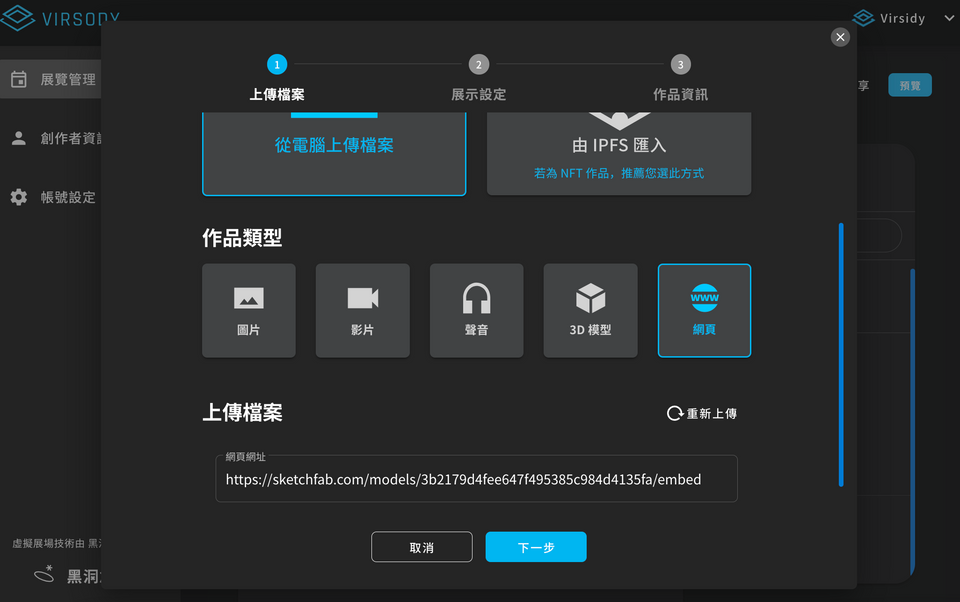 VIRSODY
Virsidy
1
2
3
上傳檔案
展示設定
作品資訊
展覽管理
享
預覽
創作者資
帳號設定
從電腦上傳檔案
由 IPFS 匯入
若為 NFT 作品，推薦您選此方式
作品類型
圖片
影片
聲音
3D 模型
www
網頁
上傳檔案
重新上傳
網頁網址
https://sketchfab.com/models/3b2179d4fee647f495385c984d4135fa/embed
取消
下一步
虛擬展場技術由 黑
黑洞